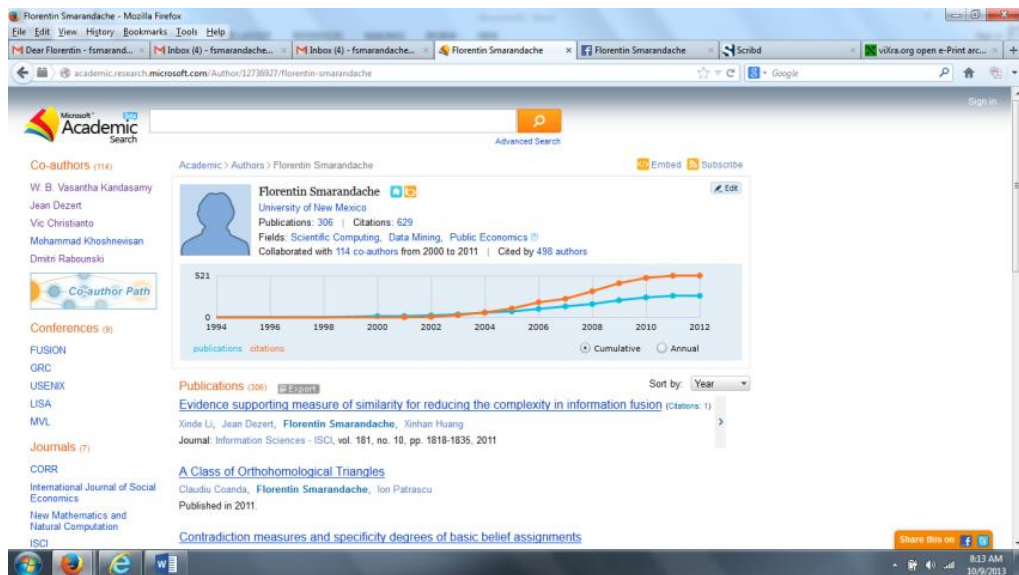 Florentin Smarandache - Mozilla Firefox
File Edit View History Bookmarks Tools Help
Dear Florentin - fsmarand...
Inbox (4) - fsmarandache...
Inbox (4) - fsmarandache...
Florentin Smarandache
Florentin Smarandache
Scribd
viXra.org open e-Print arc...
academic.research.microsoft.com/Author/12736927/florentin-smarandache
Google
Sign in
Microsoft
Academic
Search
Advanced Search
Co-authors (114)
W. B. Vasantha Kandasamy
Jean Dezert
Vic Christianto
Mohammad Khoshnevisan
Dmitri Rabounski
Co-author Path
Conferences (9)
FUSION
GRC
USENIX
LISA
MVL
Journals (7)
CORR
International Journal of Social
Economics
New Mathematics and
Natural Computation
ISCI
Academic > Authors > Florentin Smarandache
Embed Subscribe
Florentin Smarandache
Edit
University of New Mexico
Publications: 306 | Citations: 629
Fields: Scientific Computing, Data Mining, Public Economics
Collaborated with 114 co-authors from 2000 to 2011 | Cited by 498 authors
521
0
1994 1996 1998 2000 2002 2004 2006 2008 2010 2012
publications citations
Cumulative Annual
Publications (306) Export
Sort by: Year
Evidence supporting measure of similarity for reducing the complexity in information fusion (Citations: 1)
Xinde Li, Jean Dezert, Florentin Smarandache, Xinhan Huang
Journal: Information Sciences - ISCI, vol. 181, no. 10, pp. 1818-1835, 2011
A Class of Orthohomological Triangles
Claudiu Coanda, Florentin Smarandache, Ion Patrascu
Published in 2011.
Contradiction measures and specificity degrees of basic belief assignments
Share this on
8:13 AM
10/9/2013